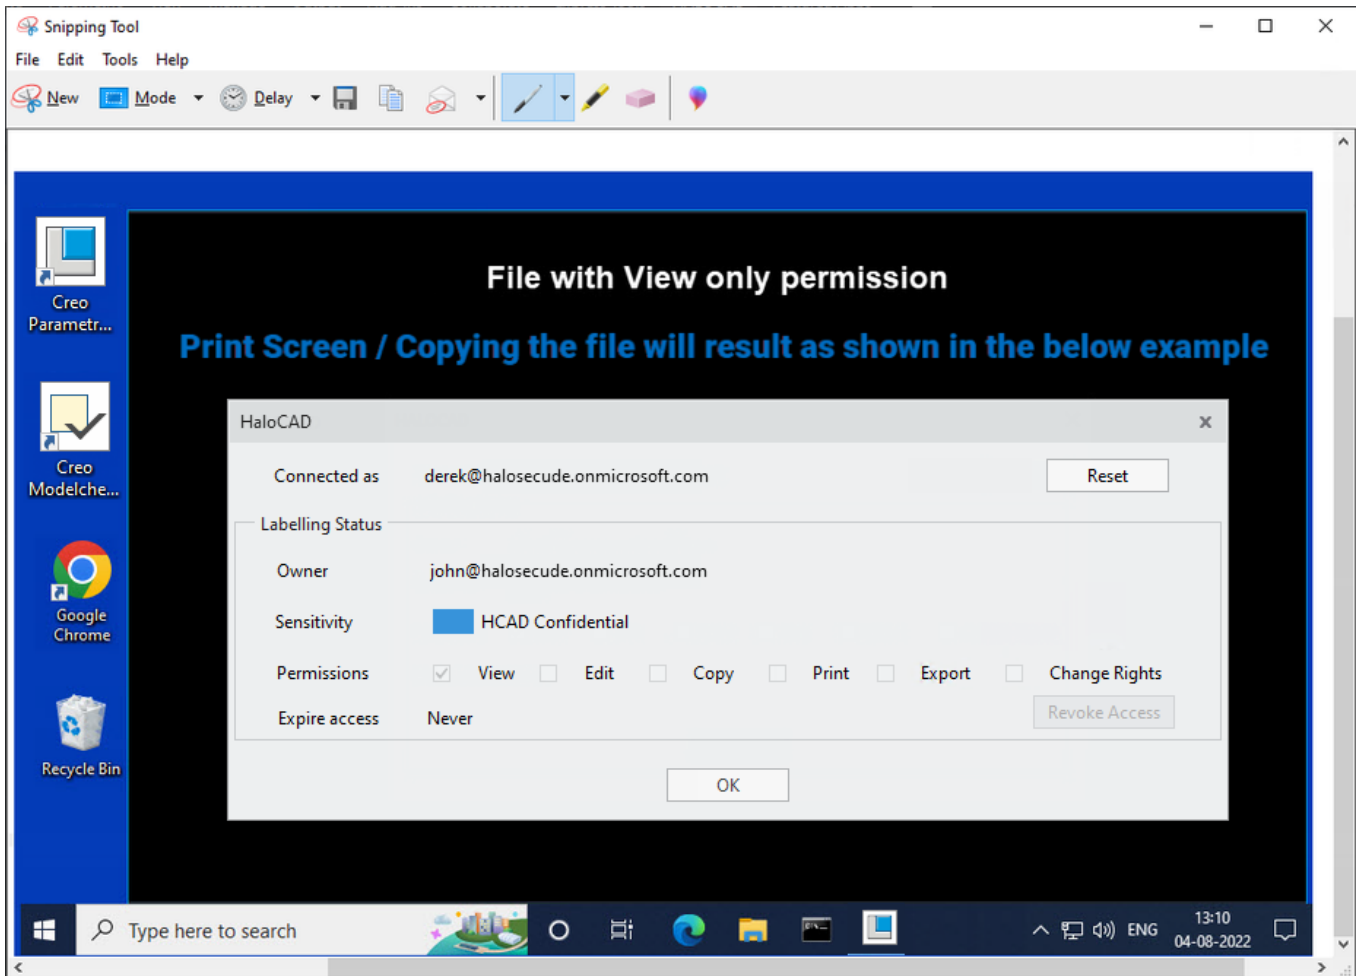 Snipping Tool
File Edit Tools Help
New Mode Delay
File with View only permission
Print Screen / Copying the file will result as shown in the below example
Creo
Parametr...
Creo
Modelche...
Google
Chrome
Recycle Bin
HaloCAD
Connected as derek@halosecude.onmicrosoft.com Reset
Labelling Status
Owner john@halosecude.onmicrosoft.com
Sensitivity HCAD Confidential
Permissions View Edit Copy Print Export Change Rights
Expire access Never Revoke Access
OK
Type here to search ENG 13:10
04-08-2022